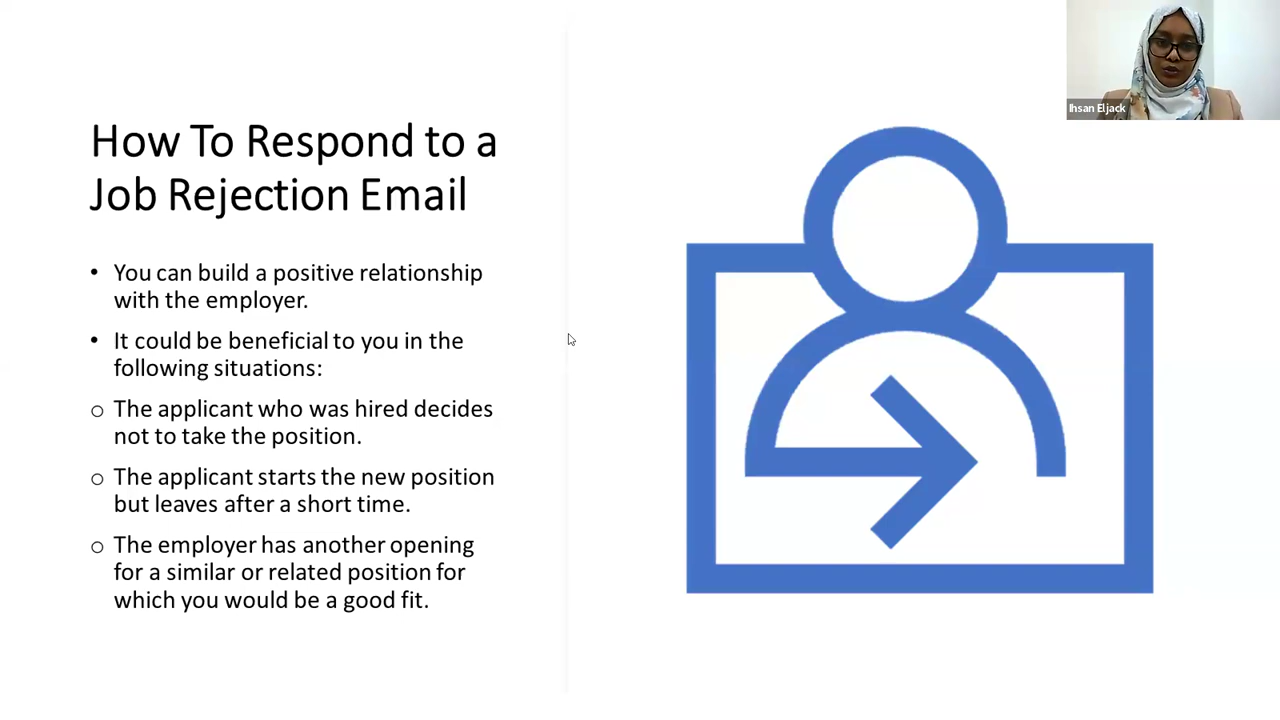 How To Respond to a
Job Rejection Email
• You can build a positive relationship
with the employer.
• It could be beneficial to you in the
following situations:
o The applicant who was hired decides
not to take the position.
o The applicant starts the new position
but leaves after a short time.
o The employer has another opening
for a similar or related position for
which you would be a good fit.
Ihsan Eljack